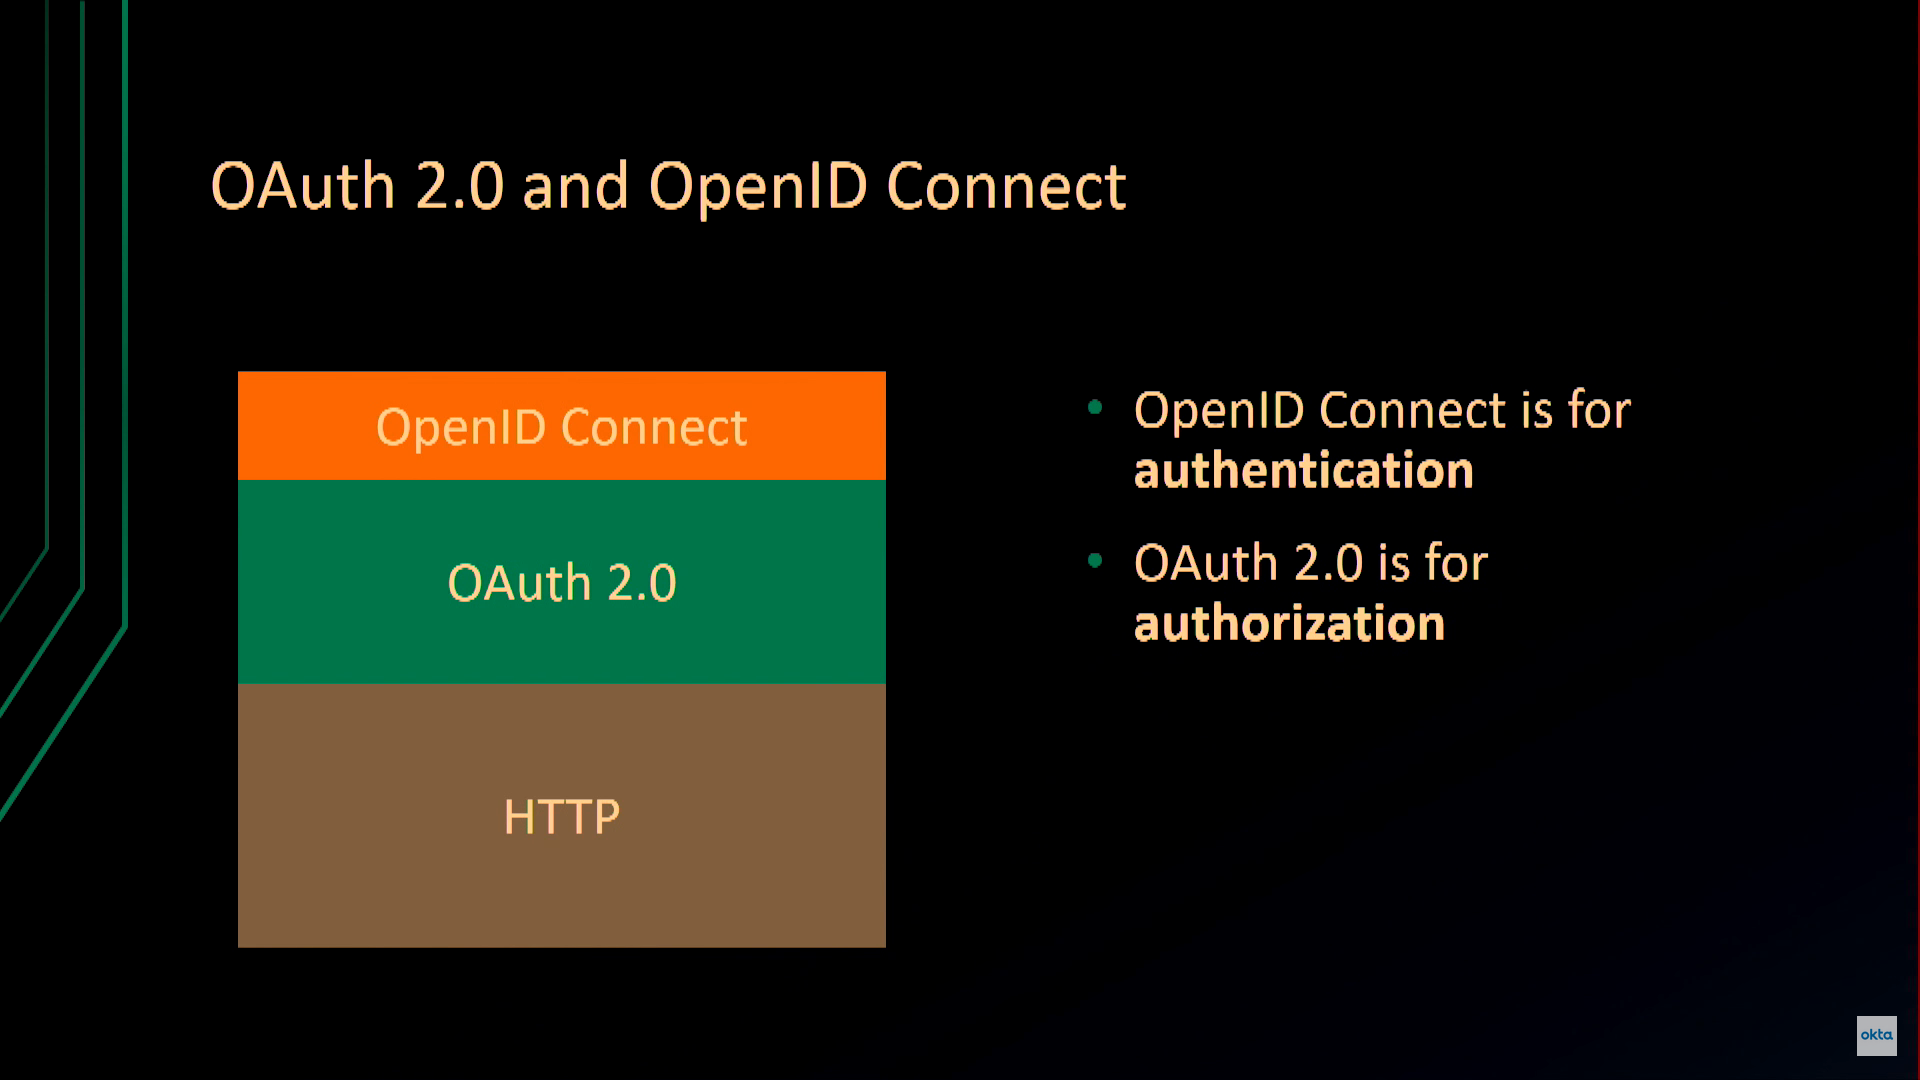 OAuth 2.0 and OpenID Connect
OpenID Connect
OAuth 2.0
HTTP
• OpenID Connect is for
authentication
• OAuth 2.0 is for
authorization
okta